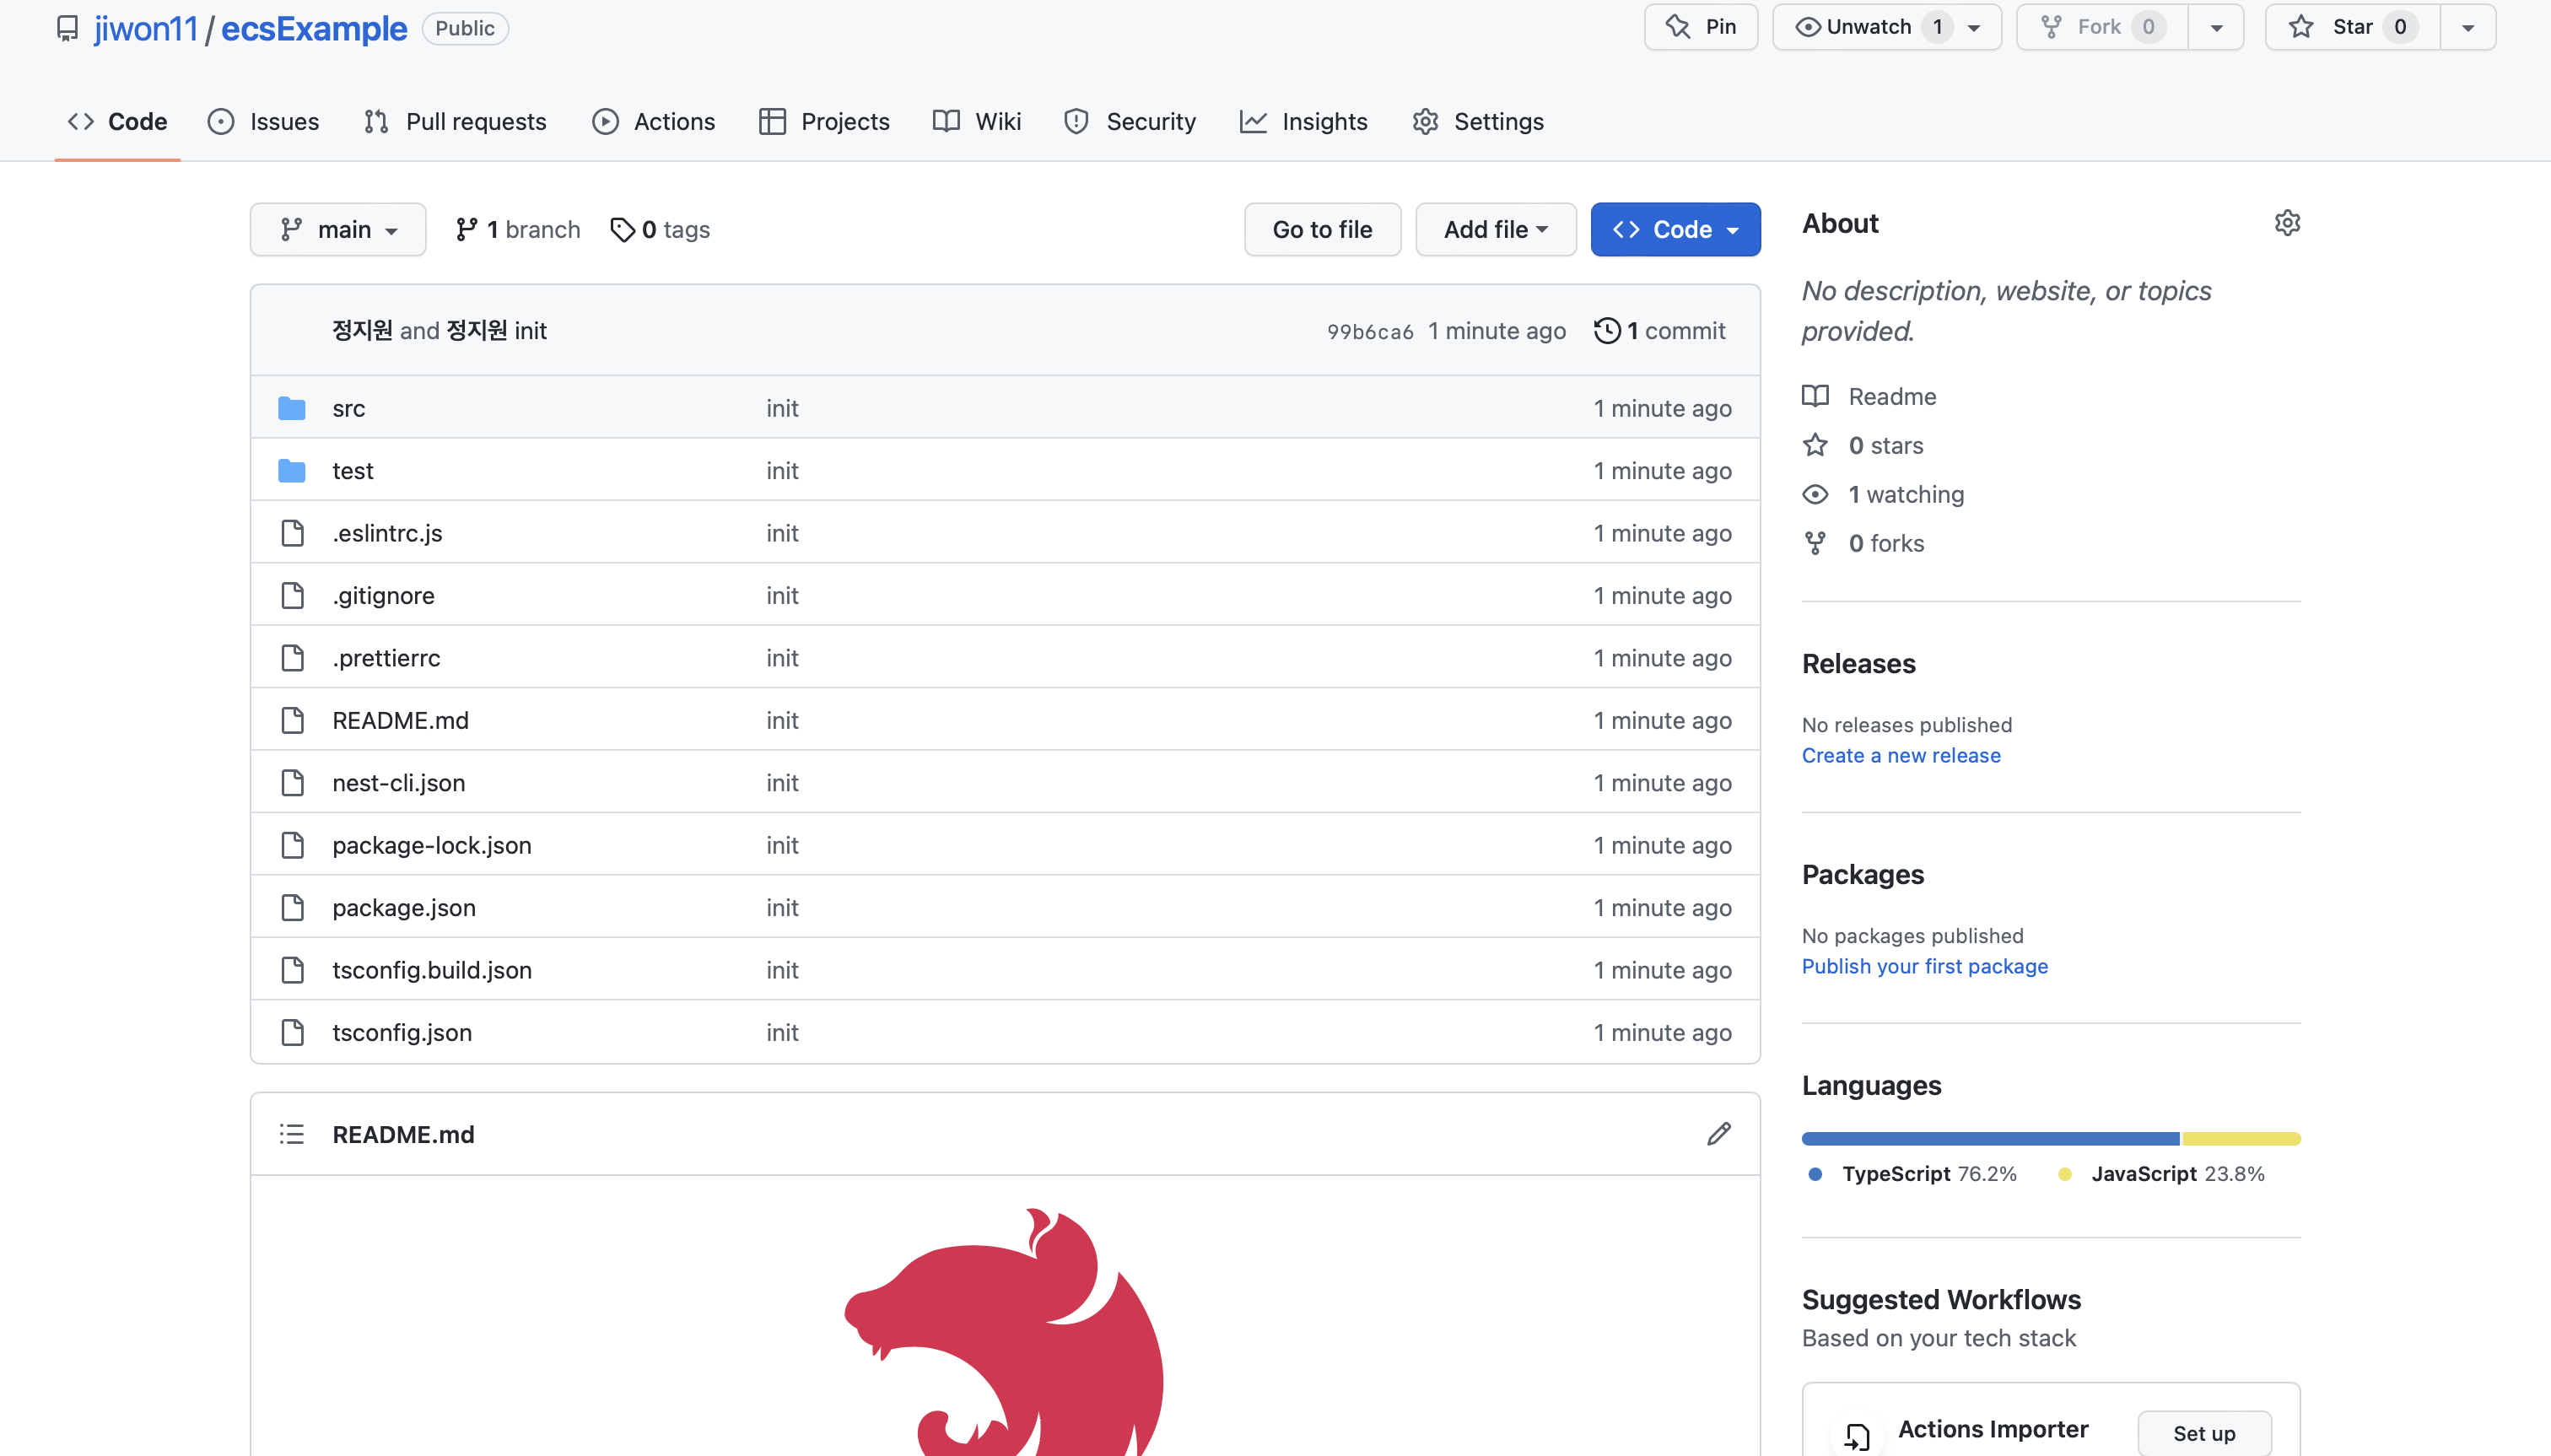 jiwon11 / ecsExample Public
Pin
Unwatch 1
Fork 0
Star 0
Code
Issues
Pull requests
Actions
Projects
Wiki
Security
Insights
Settings
main
1 branch
0 tags
Go to file
Add file
Code
정지원 and 정지원 init
99b6ca6 1 minute ago
1 commit
src init 1 minute ago
test init 1 minute ago
.eslintrc.js init 1 minute ago
.gitignore init 1 minute ago
.prettierrc init 1 minute ago
README.md init 1 minute ago
nest-cli.json init 1 minute ago
package-lock.json init 1 minute ago
package.json init 1 minute ago
tsconfig.build.json init 1 minute ago
tsconfig.json init 1 minute ago
README.md
About
No description, website, or topics
provided.
Readme
0 stars
1 watching
0 forks
Releases
No releases published
Create a new release
Packages
No packages published
Publish your first package
Languages
TypeScript 76.2%
JavaScript 23.8%
Suggested Workflows
Based on your tech stack
Actions Importer
Set up